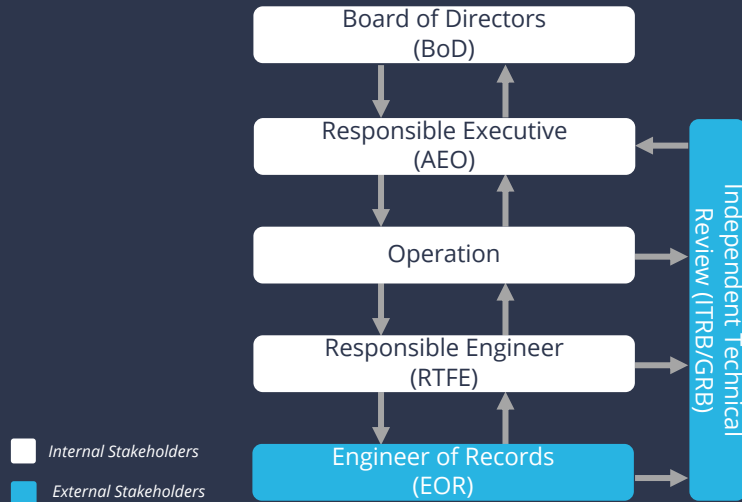 Board of Directors
(BoD)
Responsible Executive
(AEO)
Operation
Responsible Engineer
(RTFE)
Engineer of Records
(EOR)
Independent Technical
Review (ITRB/GRB)
Internal Stakeholders
External Stakeholders